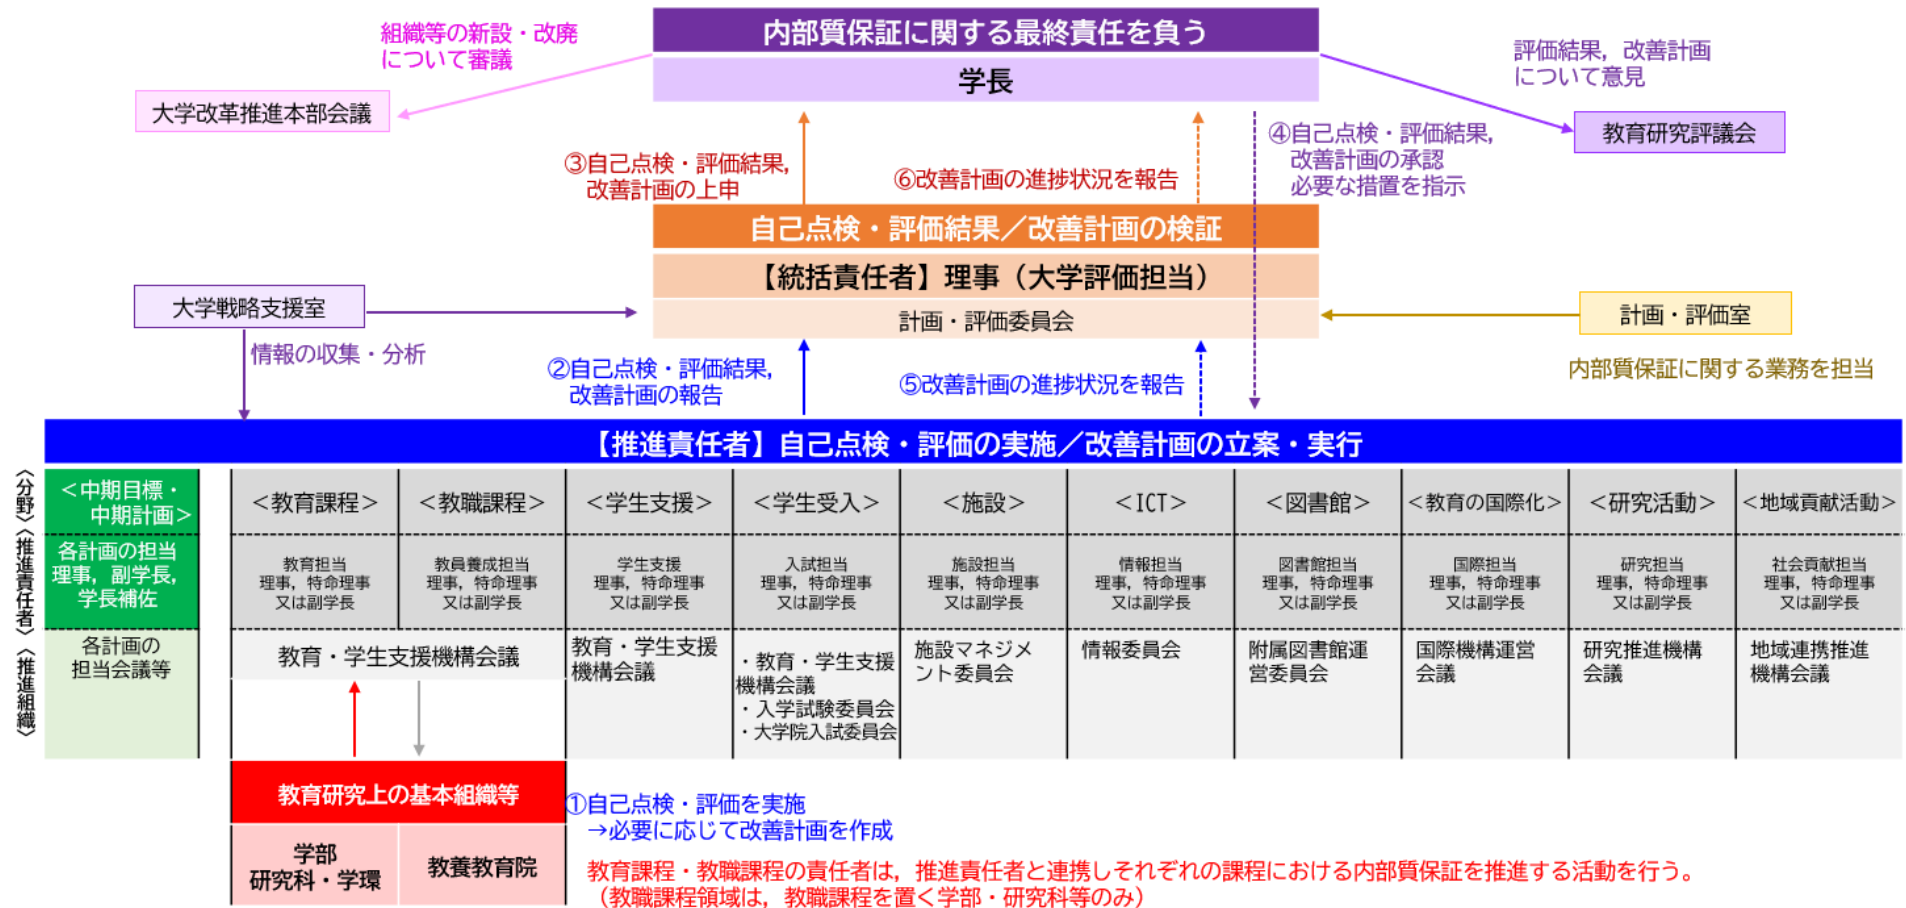 組織等の新設・改廃
について審議
内部質保証に関する最終責任を負う
学長
評価結果，改善計画
について意見
大学改革推進本部会議
教育研究評議会
③自己点検・評価結果，
改善計画の上申
⑥改善計画の進捗状況を報告
④自己点検・評価結果，
改善計画の承認
必要な措置を指示
自己点検・評価結果／改善計画の検証
【統括責任者】理事（大学評価担当）
計画・評価委員会
大学戦略支援室
情報の収集・分析
計画・評価室
内部質保証に関する業務を担当
②自己点検・評価結果，
改善計画の報告
⑤改善計画の進捗状況を報告
【推進責任者】自己点検・評価の実施／改善計画の立案・実行
〈分野〉
＜中期目標・
中期計画＞
＜教育課程＞
＜教職課程＞
＜学生支援＞
＜学生受入＞
＜施設＞
＜ICT＞
＜図書館＞
＜教育の国際化＞
＜研究活動＞
＜地域貢献活動＞
〈推進責任者〉
各計画の担当
理事，副学長，
学長補佐
教育担当
理事，特命理事
又は副学長
教員養成担当
理事，特命理事
又は副学長
学生支援
理事，特命理事
又は副学長
入試担当
理事，特命理事
又は副学長
施設担当
理事，特命理事
又は副学長
情報担当
理事，特命理事
又は副学長
図書館担当
理事，特命理事
又は副学長
国際担当
理事，特命理事
又は副学長
研究担当
理事，特命理事
又は副学長
社会貢献担当
理事，特命理事
又は副学長
〈推進組織〉
各計画の
担当会議等
教育・学生支援機構会議
教育・学生支援
機構会議
・教育・学生支援
機構会議
・入学試験委員会
・大学院入試委員会
施設マネジメ
ント委員会
情報委員会
附属図書館運
営委員会
国際機構運営
会議
研究推進機構
会議
地域連携推進
機構会議
教育研究上の基本組織等
学部
研究科・学環
教養教育院
①自己点検・評価を実施
→必要に応じて改善計画を作成
教育課程・教職課程の責任者は，推進責任者と連携しそれぞれの課程における内部質保証を推進する活動を行う。
（教職課程領域は，教職課程を置く学部・研究科等のみ）